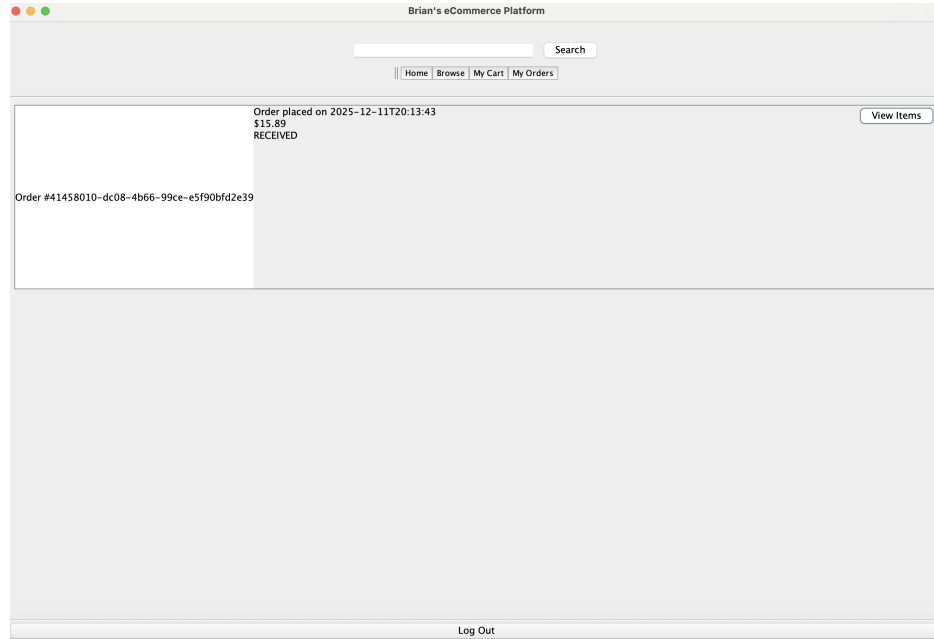 Brian's eCommerce Platform
Search
Home Browse My Cart My Orders
Order placed on 2025-12-11T20:13:43
View Items
$15.89
RECEIVED
Order #41458010-dc08-4b66-99ce-e5f90bfd2e39
Log Out